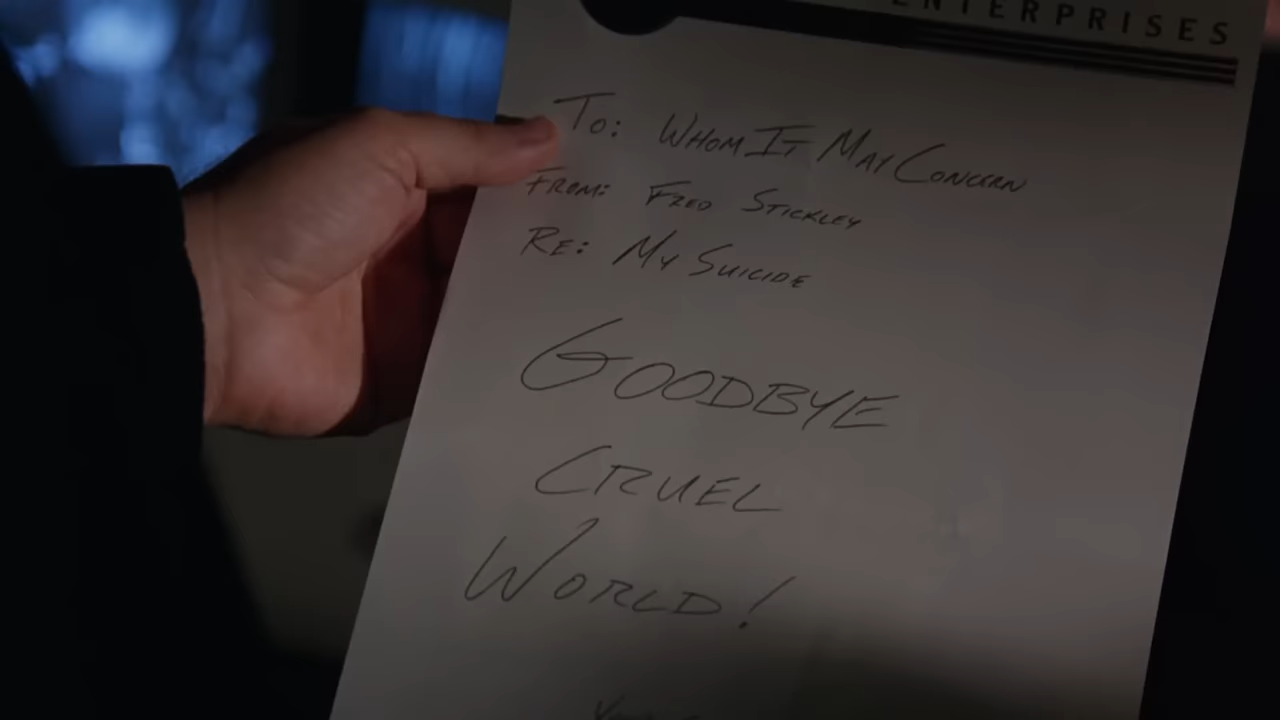 ENTERPRISES
TO: WHOM IT MAY CONCERN
FROM: FRED STICKLEY
RE: MY SUICIDE
GOODBYE
CRUEL
WORLD!